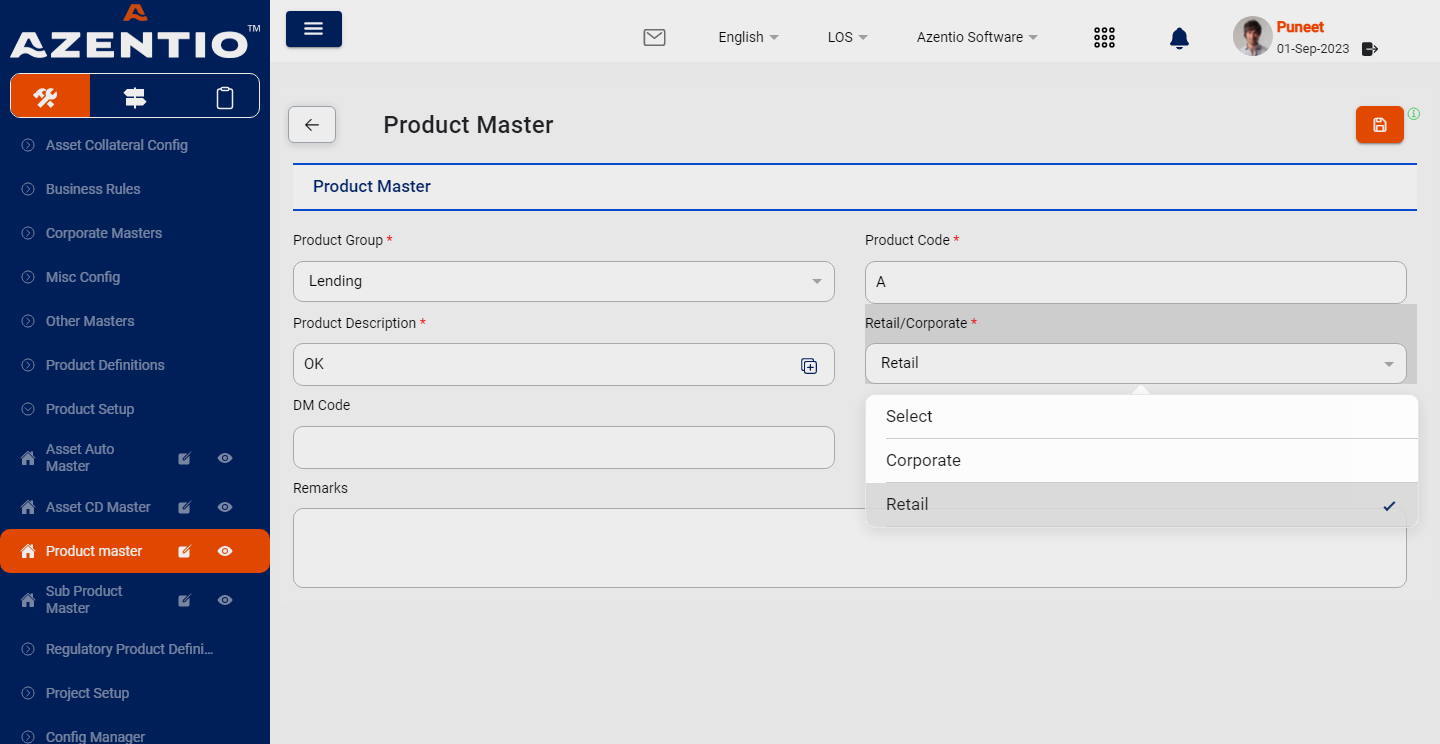 AZENTIO™
English
LOS
Azentio Software
Puneet
01-Sep-2023
Asset Collateral Config
Business Rules
Corporate Masters
Misc Config
Other Masters
Product Definitions
Product Setup
Asset Auto
Master
Asset CD Master
Product master
Sub Product
Master
Regulatory Product Defini...
Project Setup
Config Manager
Product Master
Product Master
Product Group *
Lending
Product Code *
A
Product Description *
OK
Retail/Corporate *
Retail
Select
Corporate
Retail
DM Code
Remarks